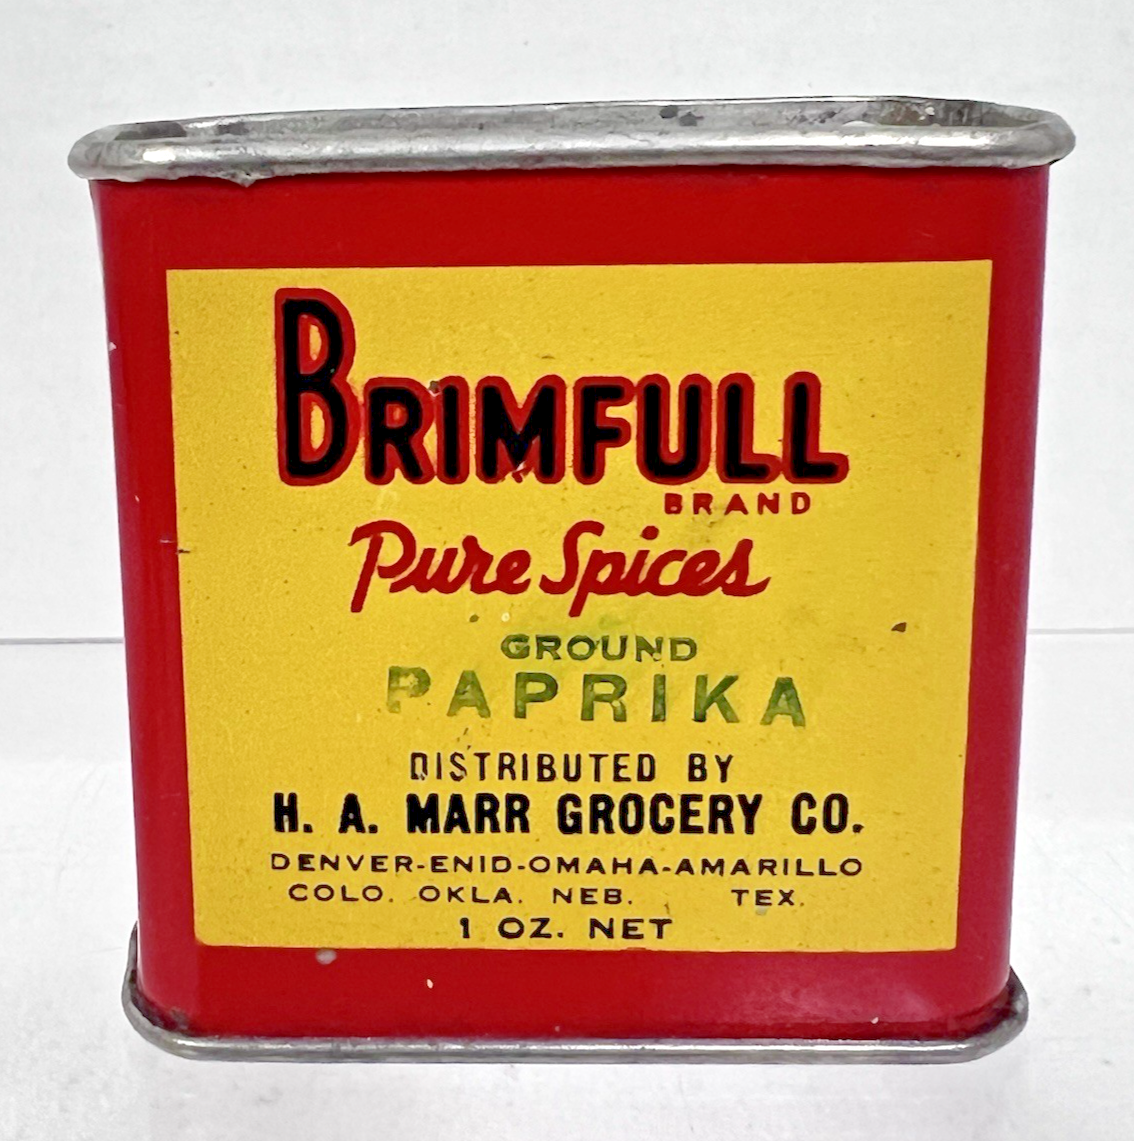 BRIMFULL
BRAND
Pure Spices
GROUND
PAPRIKA
DISTRIBUTED BY
H. A. MARR GROCERY CO.
DENVER-ENID-OMAHA-AMARILLO
COLO. OKLA. NEB. TEX.
1 OZ. NET